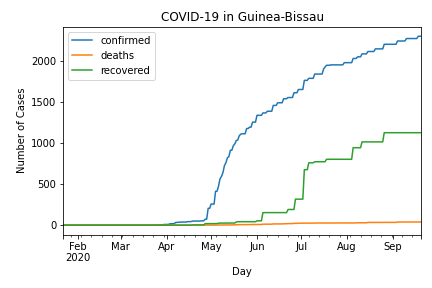 COVID-19 in Guinea-Bissau
confirmed
deaths
recovered
Number of Cases
2000
1500
1000
500
0
Feb Mar Apr May Jun Jul Aug Sep
2020
Day